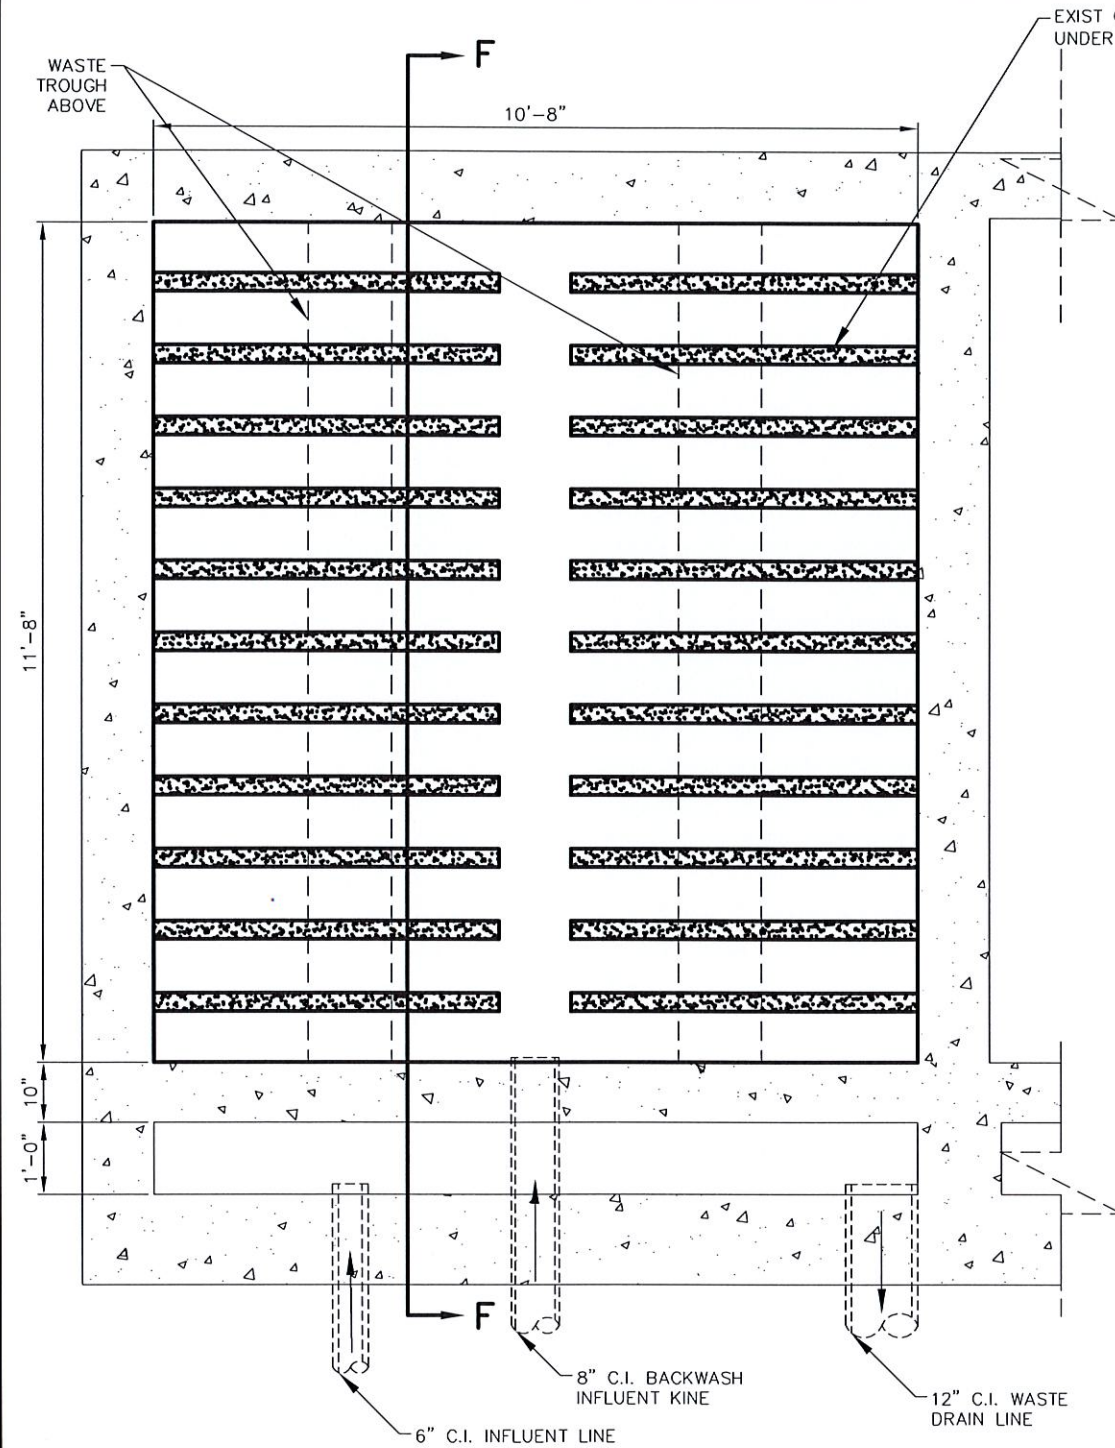 EXIST
UNDER
F
WASTE
TROUGH
ABOVE
10'-8"
11'-8"
10"
1'-0"
F
8" C.I. BACKWASH
INFLUENT KINE
12" C.I. WASTE
DRAIN LINE
6" C.I. INFLUENT LINE